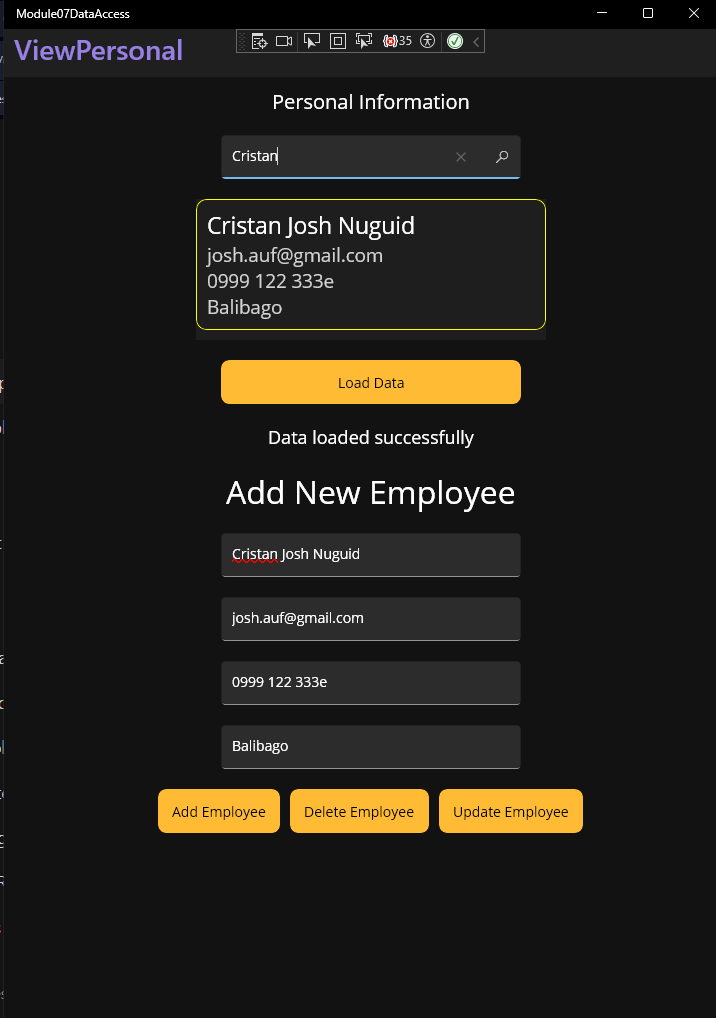 Module07DataAccess
ViewPersonal
35
Personal Information
Cristan
Cristan Josh Nuguid
josh.auf@gmail.com
0999 122 333e
Balibago
Load Data
Data loaded successfully
Add New Employee
Cristan Josh Nuguid
josh.auf@gmail.com
0999 122 333e
Balibago
Add Employee Delete Employee Update Employee